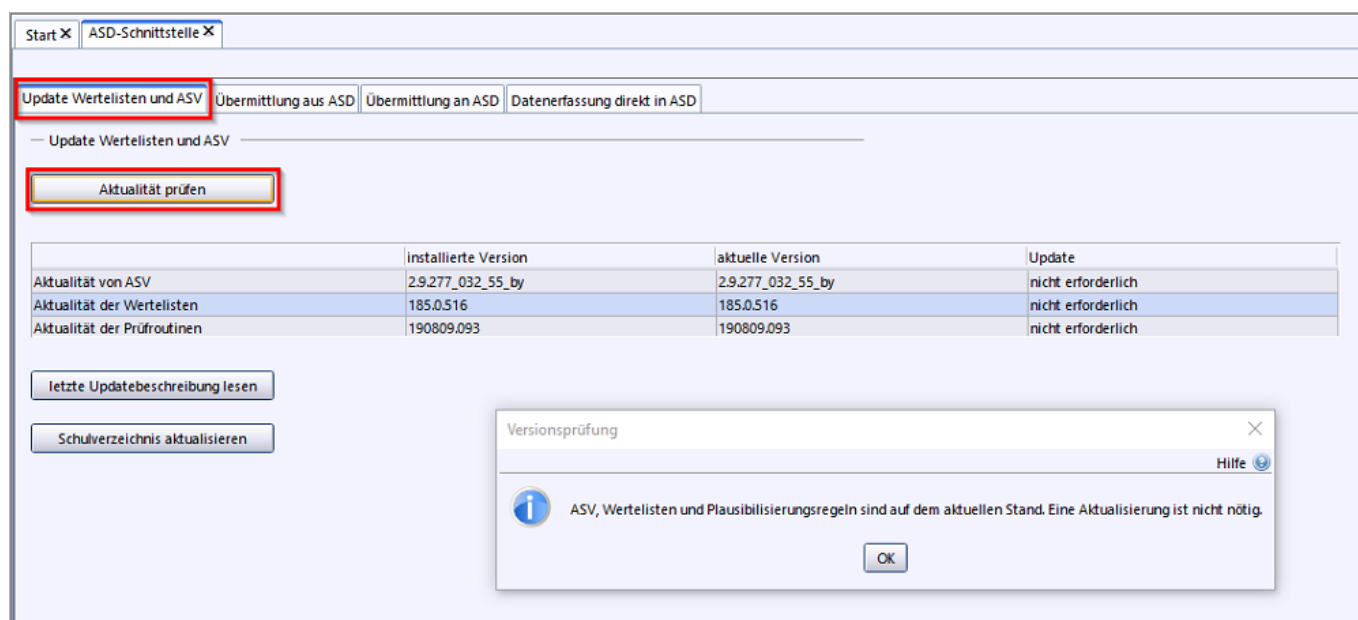 Start X ASD-Schnittstelle X
Update Wertelisten und ASV Übermittlung aus ASD Übermittlung an ASD Datenerfassung direkt in ASD
Update Wertelisten und ASV
Aktualität prüfen
installierte Version aktuelle Version Update
Aktualität von ASV 2.9.277_032_55_by 2.9.277_032_55_by nicht erforderlich
Aktualität der Wertelisten 185.0.516 185.0.516 nicht erforderlich
Aktualität der Prüfroutinen 190809.093 190809.093 nicht erforderlich
letzte Updatebeschreibung lesen
Schulverzeichnis aktualisieren
Versionsprüfung
Hilfe
ASV, Wertelisten und Plausibilisierungsregeln sind auf dem aktuellen Stand. Eine Aktualisierung ist nicht nötig.
OK